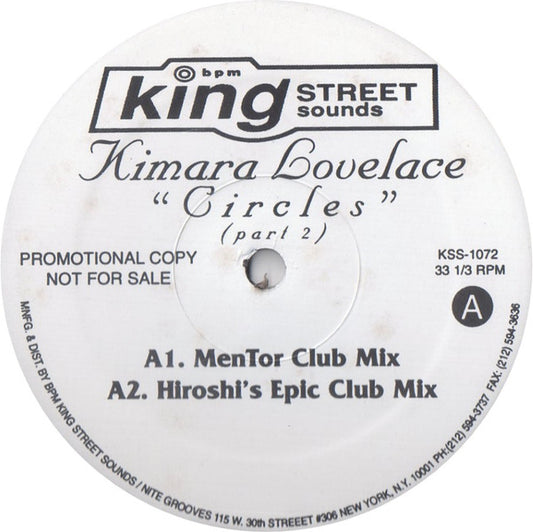 bpm
king STREET
sounds
Kimara Lovelace
"Circles"
(part 2)
PROMOTIONAL COPY
NOT FOR SALE
KSS-1072
33 1/3 RPM
A
A1. MenTor Club Mix
A2. Hiroshi's Epic Club Mix
MNFG. & DIST. BY BPM KING STREET SOUNDS / NITE GROOVES 115 W. 30th STREEET #306 NEW YORK, N.Y. 10001 PH:(212) 594-3737 FAX: (212) 594-3636